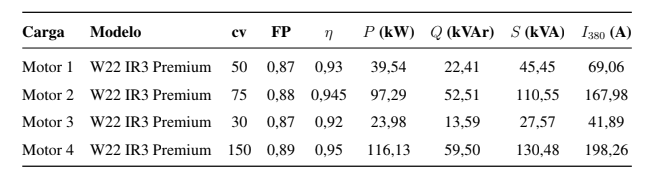 Carga Modelo cv FP η P (kW) Q (kVAr) S (kVA) I380 (A)
Motor 1 W22 IR3 Premium 50 0,87 0,93 39,54 22,41 45,45 69,06
Motor 2 W22 IR3 Premium 75 0,88 0,945 97,29 52,51 110,55 167,98
Motor 3 W22 IR3 Premium 30 0,87 0,92 23,98 13,59 27,57 41,89
Motor 4 W22 IR3 Premium 150 0,89 0,95 116,13 59,50 130,48 198,26